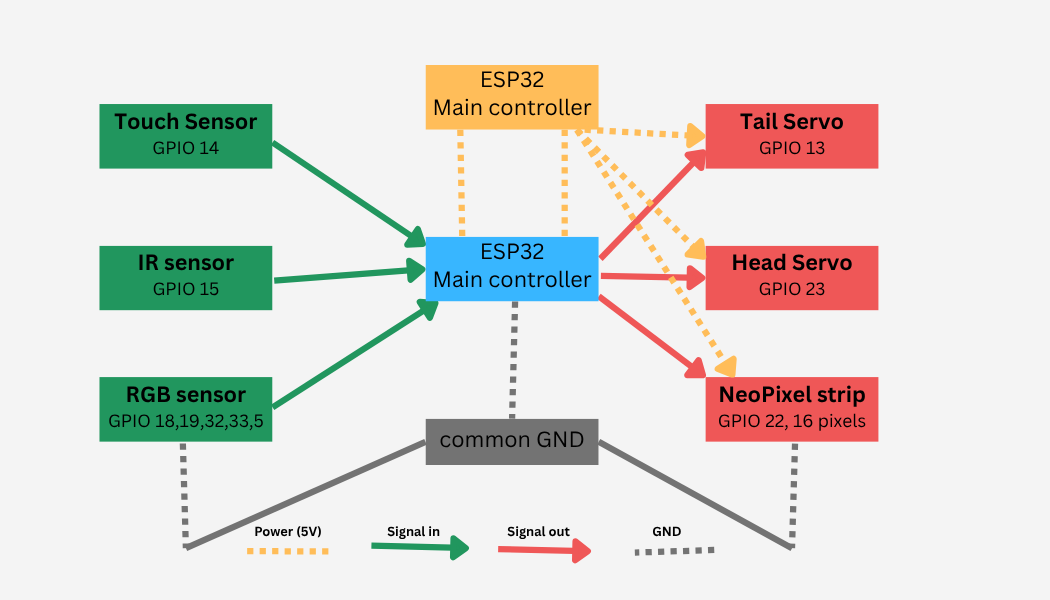 ESP32
Main controller
Touch Sensor
GPIO 14
Tail Servo
GPIO 13
IR sensor
GPIO 15
ESP32
Main controller
Head Servo
GPIO 23
RGB sensor
GPIO 18,19,32,33,5
NeoPixel strip
GPIO 22, 16 pixels
common GND
Power (5V)
Signal in
Signal out
GND